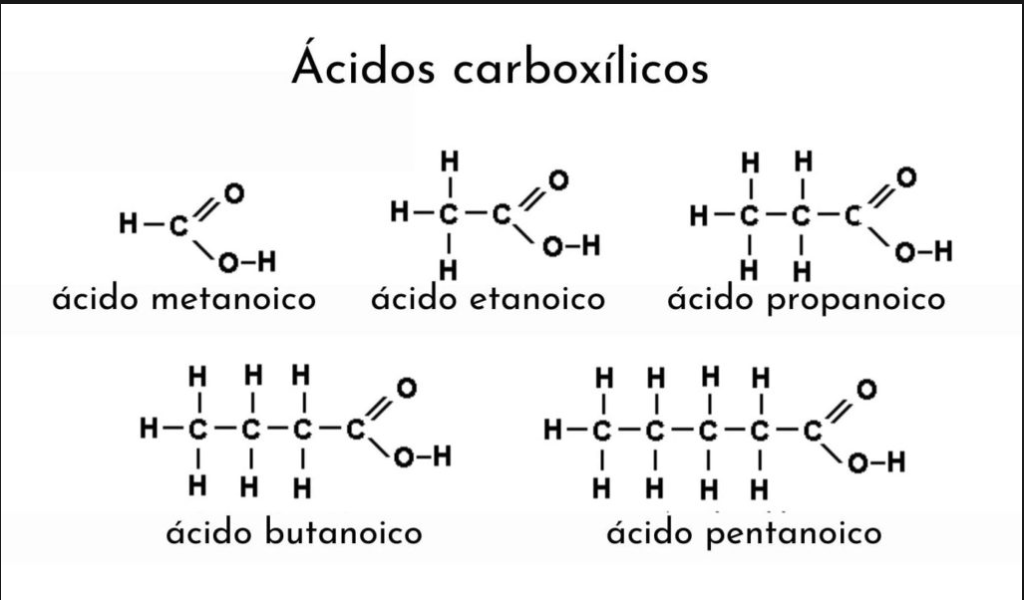 Ácidos carboxílicos
H H H
O O O
H–C H–C–C H–C–C–C
O–H O–H O–H
H H H
ácido metanoico ácido etanoico ácido propanoico
H H H H H H H
O O
H–C–C–C–C H–C–C–C–C–C
O–H O–H
H H H H H H H
ácido butanoico ácido pentanoico